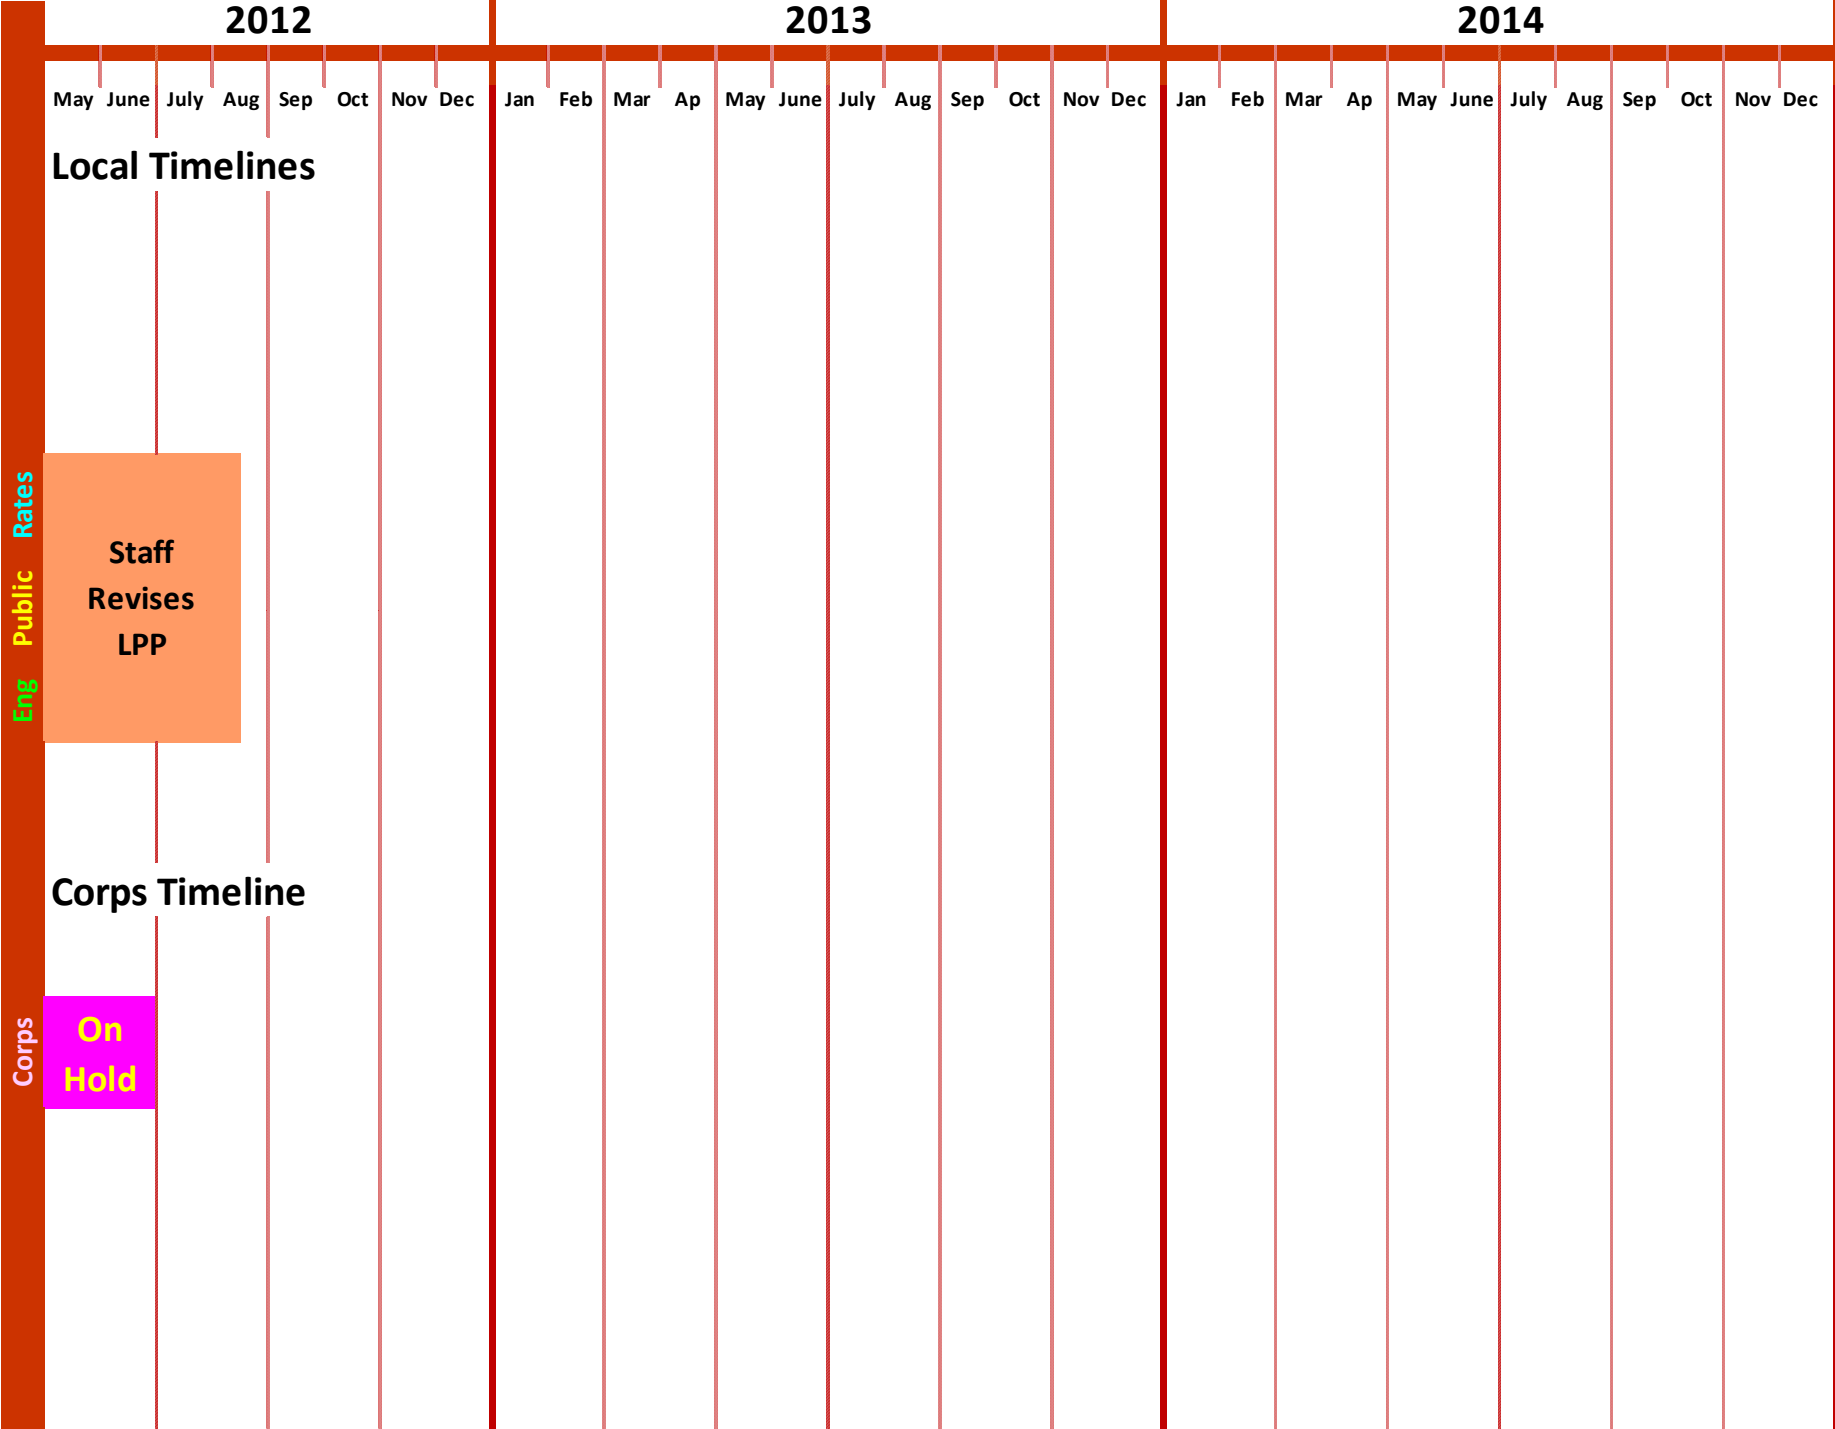 2012 2013 2014
May June July Aug Sep Oct Nov Dec Jan Feb Mar Ap May June July Aug Sep Oct Nov Dec Jan Feb Mar Ap May June July Aug Sep Oct Nov Dec
Local Timelines
Eng Public Rates
Staff
Revises
LPP
Corps Timeline
Corps
On
Hold